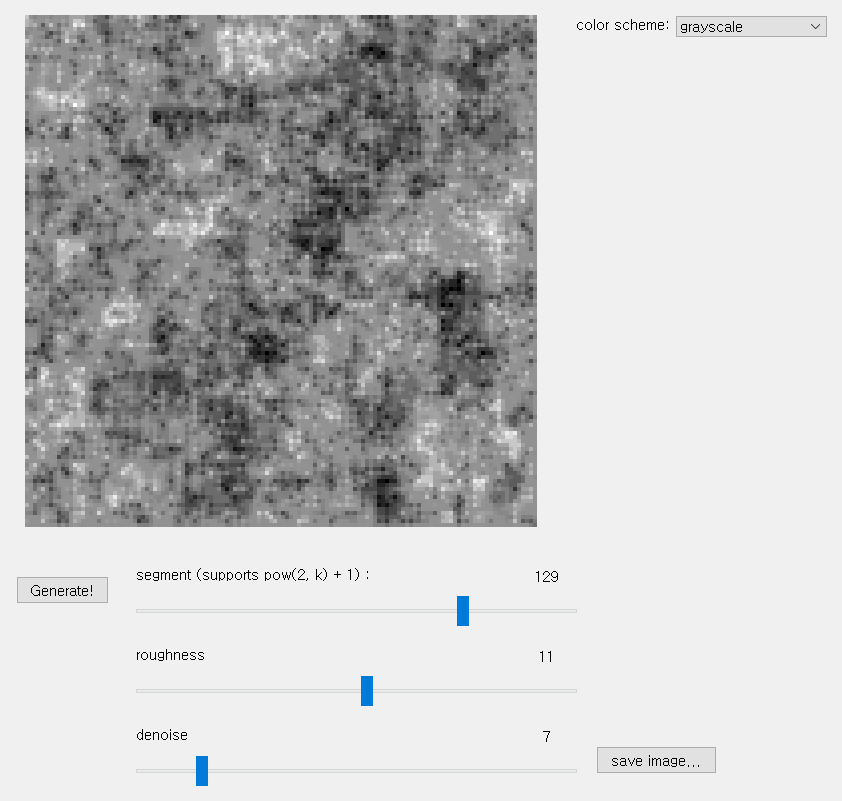 color scheme: grayscale
segment (supports pow(2, k) + 1) : 129
Generate!
roughness 11
denoise 7
save image...